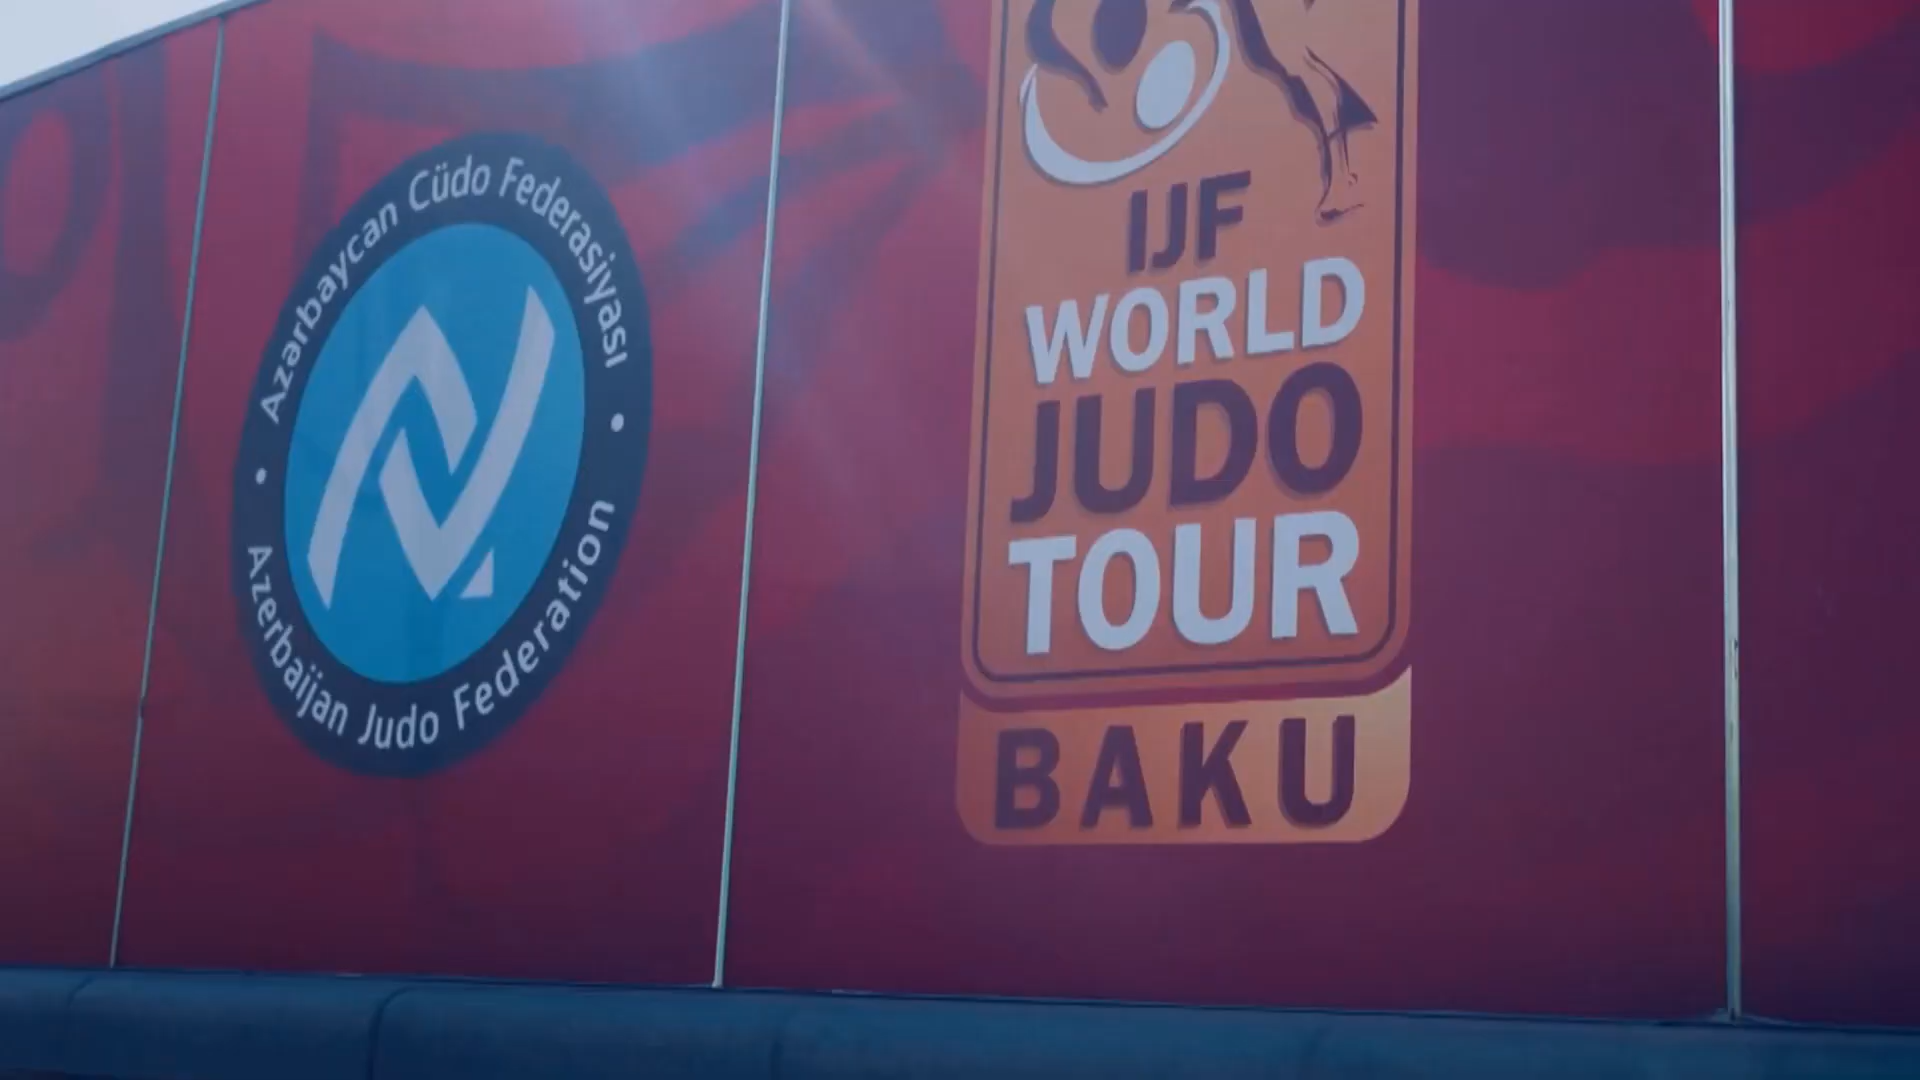 Azərbaycan Cüdo Federasiyası
Azerbaijan Judo Federation
IJF
WORLD
JUDO
TOUR
BAKU